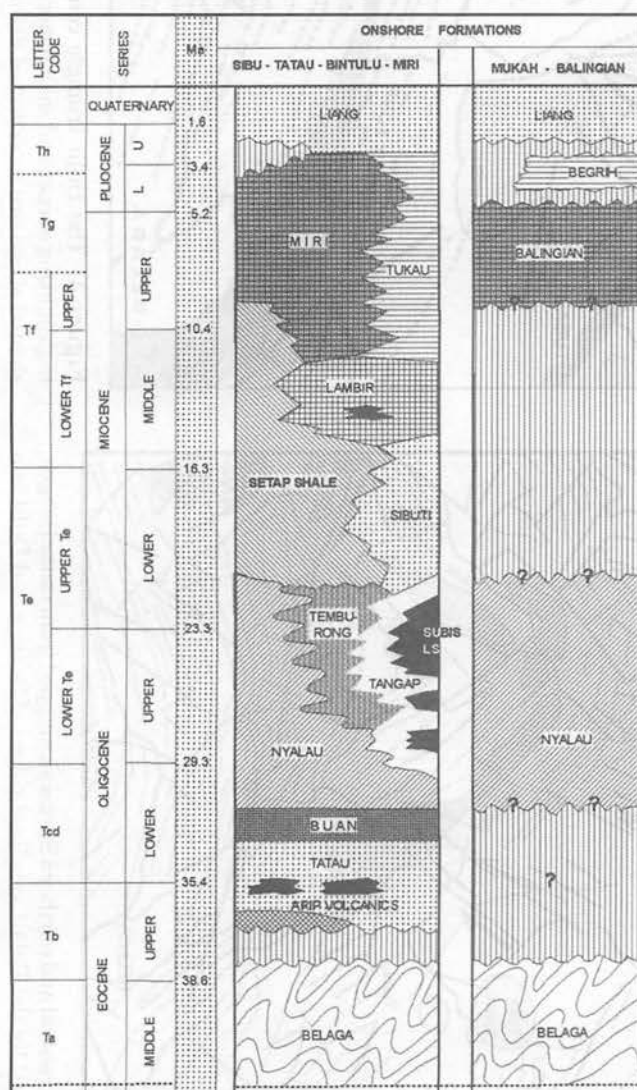 ONSHORE FORMATIONS
LETTER
CODE
SERIES
Ma
SIBU - TATAU - BINTULU - MIRI
MUKAH - BALINGIAN
QUATERNARY
LIANG
LIANG
1.6
Th
PLIOCENE
U
3.4
BEGRIH
L
Tg
5.2
MIRI
BALINGIAN
TUKAU
UPPER
Tf
UPPER
? ?
10.4
LOWER Tf
MIOCENE
MIDDLE
LAMBIR
16.3
SETAP SHALE
SIBUTI
Te
UPPER Te
LOWER
? ?
TEMBU-
RONG
SUBIS
LS
23.3
LOWER Te
OLIGOCENE
UPPER
TANGAP
NYALAU
NYALAU
29.3
? ?
Tcd
LOWER
BUAN
TATAU
?
35.4
ARIP VOLCANICS
Tb
EOCENE
UPPER
38.6
Ta
MIDDLE
BELAGA
BELAGA